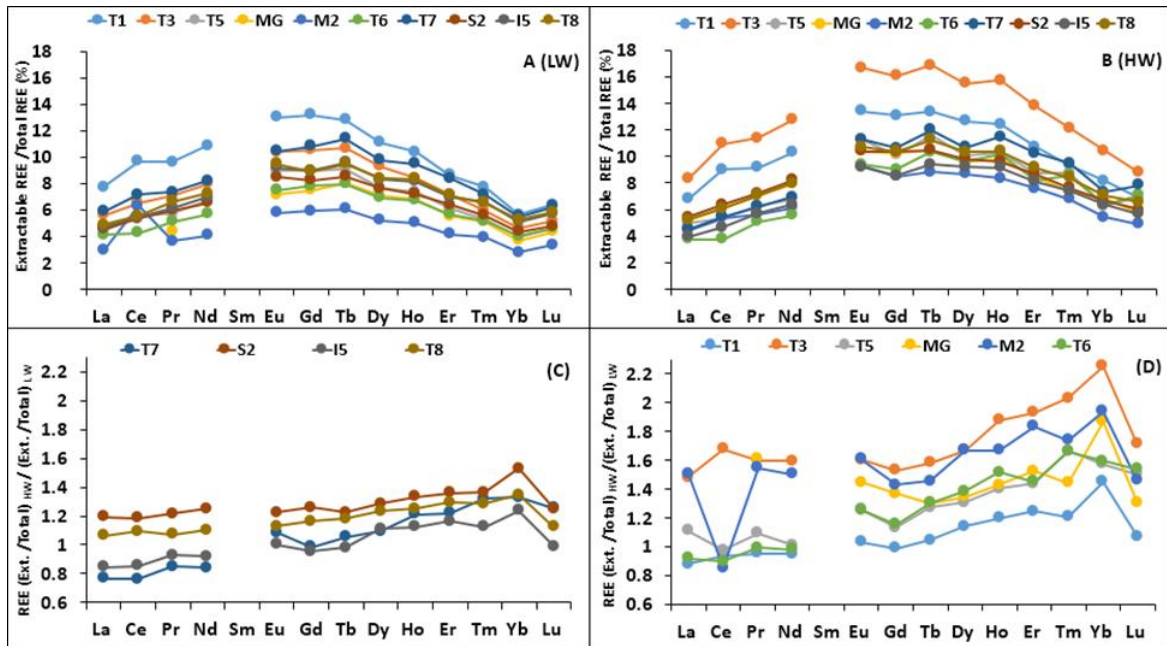 T1 T3 T5 MG M2 T6 T7 S2 I5 T8
A (LW)
Extractable REE /Total REE (%)
18
16
14
12
10
8
6
4
2
0
La Ce Pr Nd Sm Eu Gd Tb Dy Ho Er Tm Yb Lu
T1 T3 T5 MG M2 T6 T7 S2 I5 T8
B (HW)
Extractable REE /Total REE (%)
18
16
14
12
10
8
6
4
2
0
La Ce Pr Nd Sm Eu Gd Tb Dy Ho Er Tm Yb Lu
T7 S2 I5 T8
(C)
REE (Ext. /Total) HW / (Ext. /Total) LW
2.2
2
1.8
1.6
1.4
1.2
1
0.8
0.6
La Ce Pr Nd Sm Eu Gd Tb Dy Ho Er Tm Yb Lu
T1 T3 T5 MG M2 T6
(D)
REE (Ext. /Total) HW / (Ext. /Total) LW
2.2
2
1.8
1.6
1.4
1.2
1
0.8
0.6
La Ce Pr Nd Sm Eu Gd Tb Dy Ho Er Tm Yb Lu